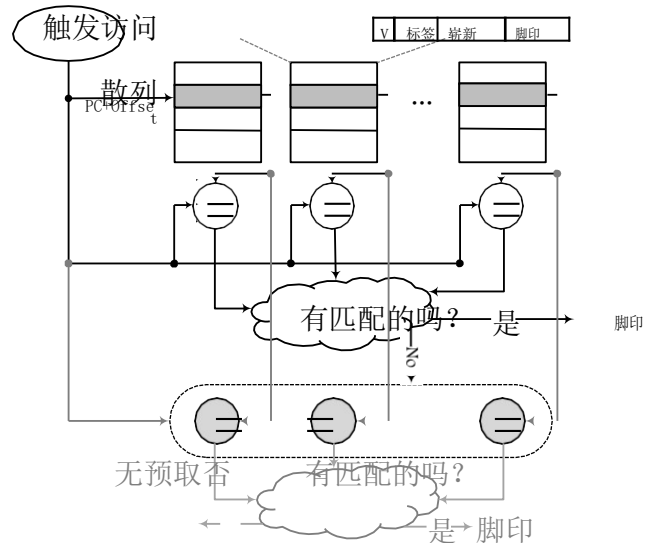 触发访问
V 标签 崭新 脚印
散列
PC+Offse
t
...
有匹配的吗?
是
脚印
No
无预取否
有匹配的吗?
是
脚印